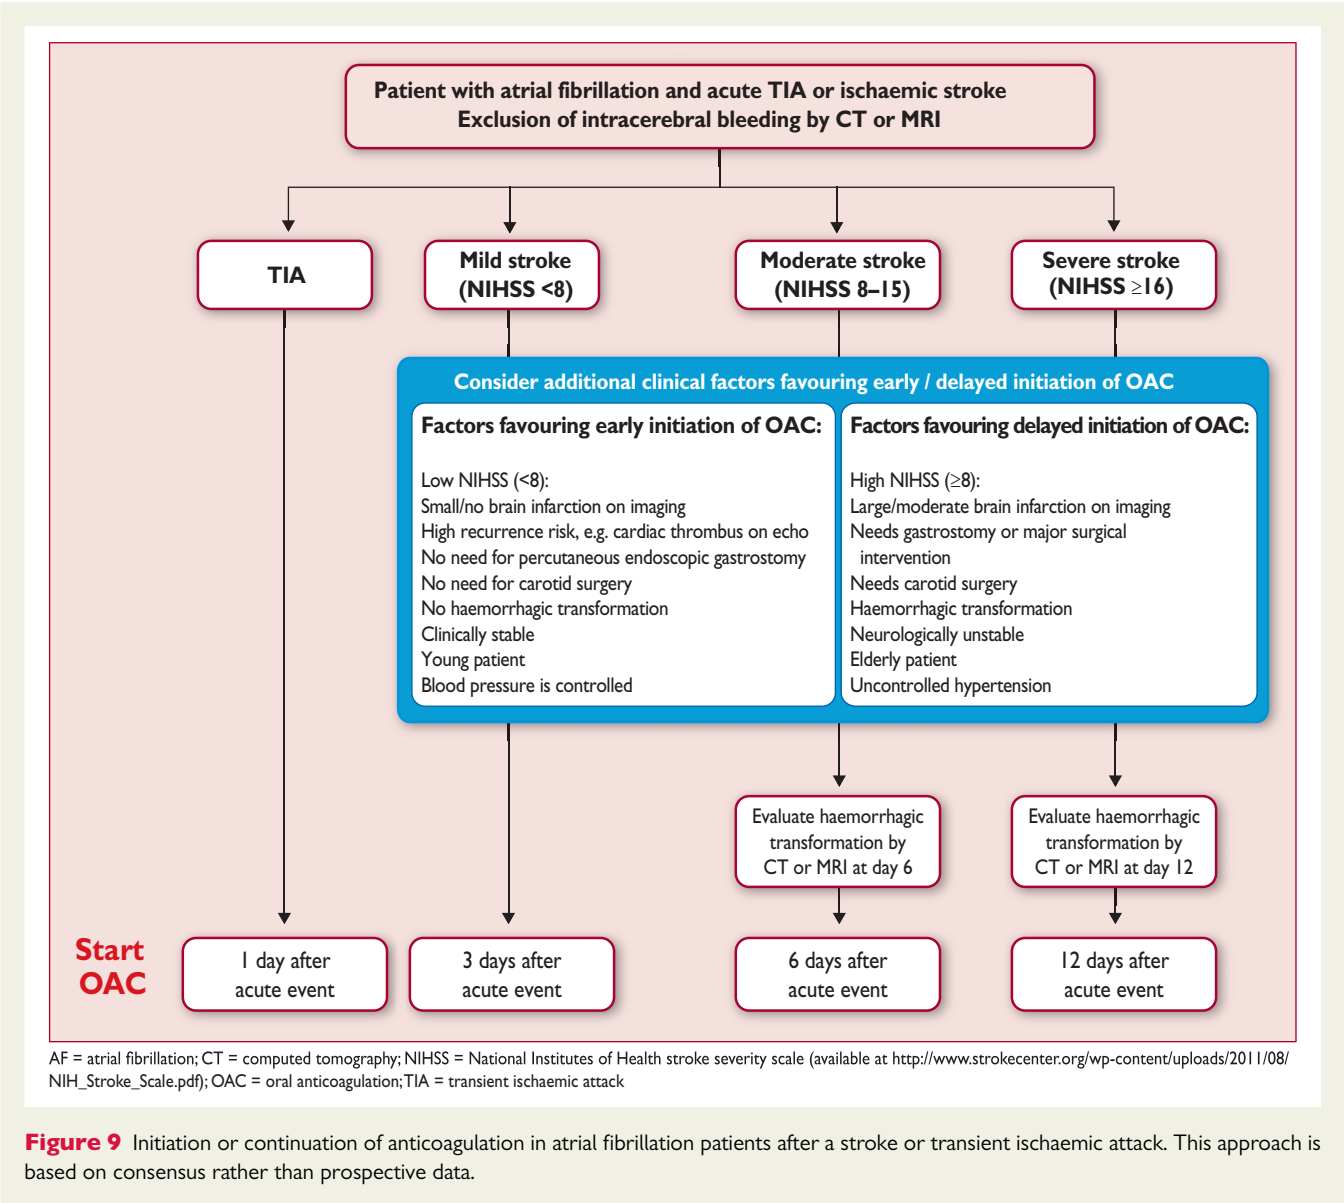 Patient with atrial fibrillation and acute TIA or ischaemic stroke
Exclusion of intracerebral bleeding by CT or MRI
TIA
Mild stroke
(NIHSS <8)
Moderate stroke
(NIHSS 8–15)
Severe stroke
(NIHSS ≥16)
Consider additional clinical factors favouring early / delayed initiation of OAC
Factors favouring early initiation of OAC:
Low NIHSS (<8):
Small/no brain infarction on imaging
High recurrence risk, e.g. cardiac thrombus on echo
No need for percutaneous endoscopic gastrostomy
No need for carotid surgery
No haemorrhagic transformation
Clinically stable
Young patient
Blood pressure is controlled
Factors favouring delayed initiation of OAC:
High NIHSS (≥8):
Large/moderate brain infarction on imaging
Needs gastrostomy or major surgical
intervention
Needs carotid surgery
Haemorrhagic transformation
Neurologically unstable
Elderly patient
Uncontrolled hypertension
Evaluate haemorrhagic
transformation by
CT or MRI at day 6
Evaluate haemorrhagic
transformation by
CT or MRI at day 12
Start
OAC
1 day after
acute event
3 days after
acute event
6 days after
acute event
12 days after
acute event
AF = atrial fibrillation; CT = computed tomography; NIHSS = National Institutes of Health stroke severity scale (available at http://www.strokecenter.org/wp-content/uploads/2011/08/
NIH_Stroke_Scale.pdf); OAC = oral anticoagulation; TIA = transient ischaemic attack
Figure 9 Initiation or continuation of anticoagulation in atrial fibrillation patients after a stroke or transient ischaemic attack. This approach is
based on consensus rather than prospective data.